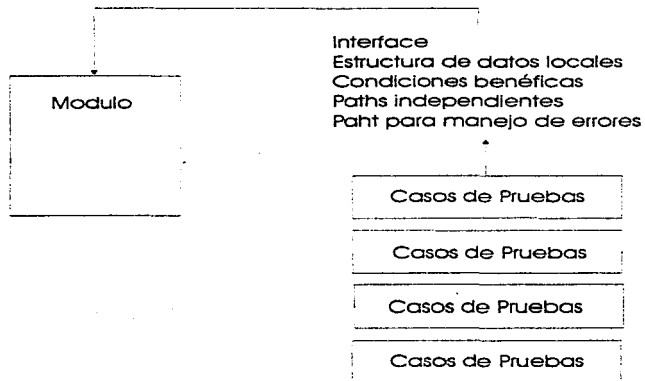 Interface
Estructura de datos locales
Condiciones benéficas
Paths independientes
Paht para manejo de errores
Modulo
Casos de Pruebas
Casos de Pruebas
Casos de Pruebas
Casos de Pruebas